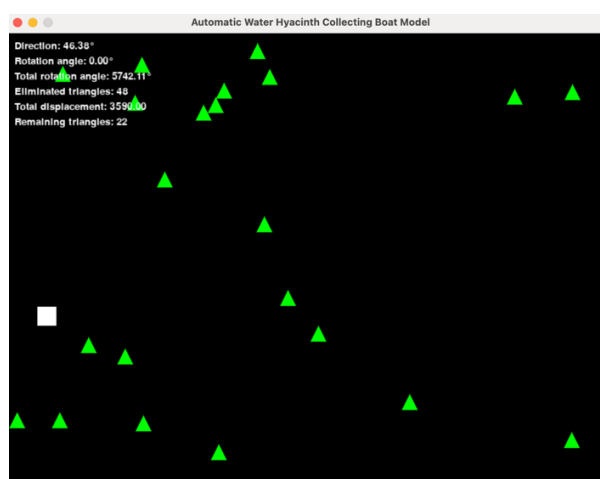 Automatic Water Hyacinth Collecting Boat Model
Direction: 46.38°
Rotation angle: 0.00°
Total rotation angle: 5742.11°
Eliminated triangles: 48
Total displacement: 3590.00
Remaining triangles: 22